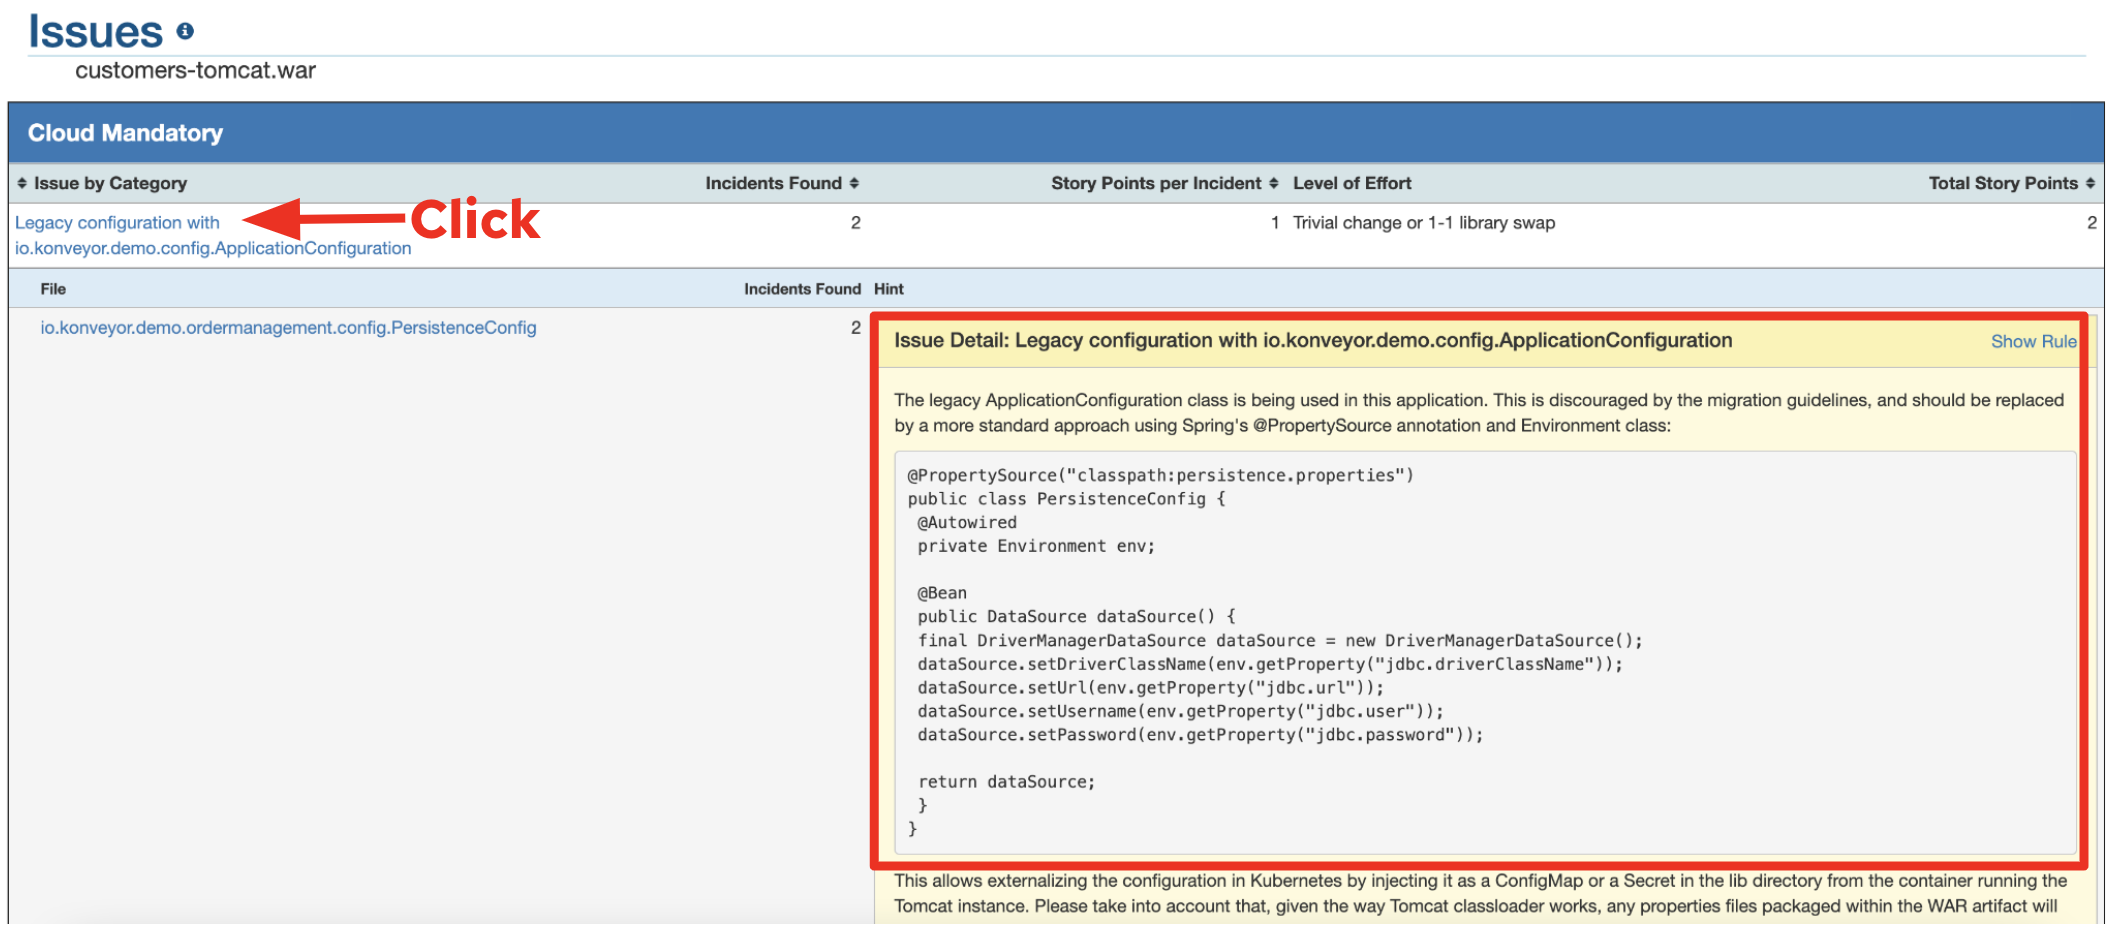 Issues
customers-tomcat.war
Cloud Mandatory
Issue by Category Incidents Found Story Points per Incident Level of Effort Total Story Points
Legacy configuration with
io.konveyor.demo.config.ApplicationConfiguration
2 1 Trivial change or 1-1 library swap 2
Click
File Incidents Found Hint
io.konveyor.demo.ordermanagement.config.PersistenceConfig 2
Issue Detail: Legacy configuration with io.konveyor.demo.config.ApplicationConfiguration Show Rule
The legacy ApplicationConfiguration class is being used in this application. This is discouraged by the migration guidelines, and should be replaced
by a more standard approach using Spring's @PropertySource annotation and Environment class:
@PropertySource("classpath:persistence.properties")
public class PersistenceConfig {
@Autowired
private Environment env;
@Bean
public DataSource dataSource() {
final DriverManagerDataSource dataSource = new DriverManagerDataSource();
dataSource.setDriverClassName(env.getProperty("jdbc.driverClassName"));
dataSource.setUrl(env.getProperty("jdbc.url"));
dataSource.setUsername(env.getProperty("jdbc.user"));
dataSource.setPassword(env.getProperty("jdbc.password"));
return dataSource;
}
}
This allows externalizing the configuration in Kubernetes by injecting it as a ConfigMap or a Secret in the lib directory from the container running the
Tomcat instance. Please take into account that, given the way Tomcat classloader works, any properties files packaged within the WAR artifact will